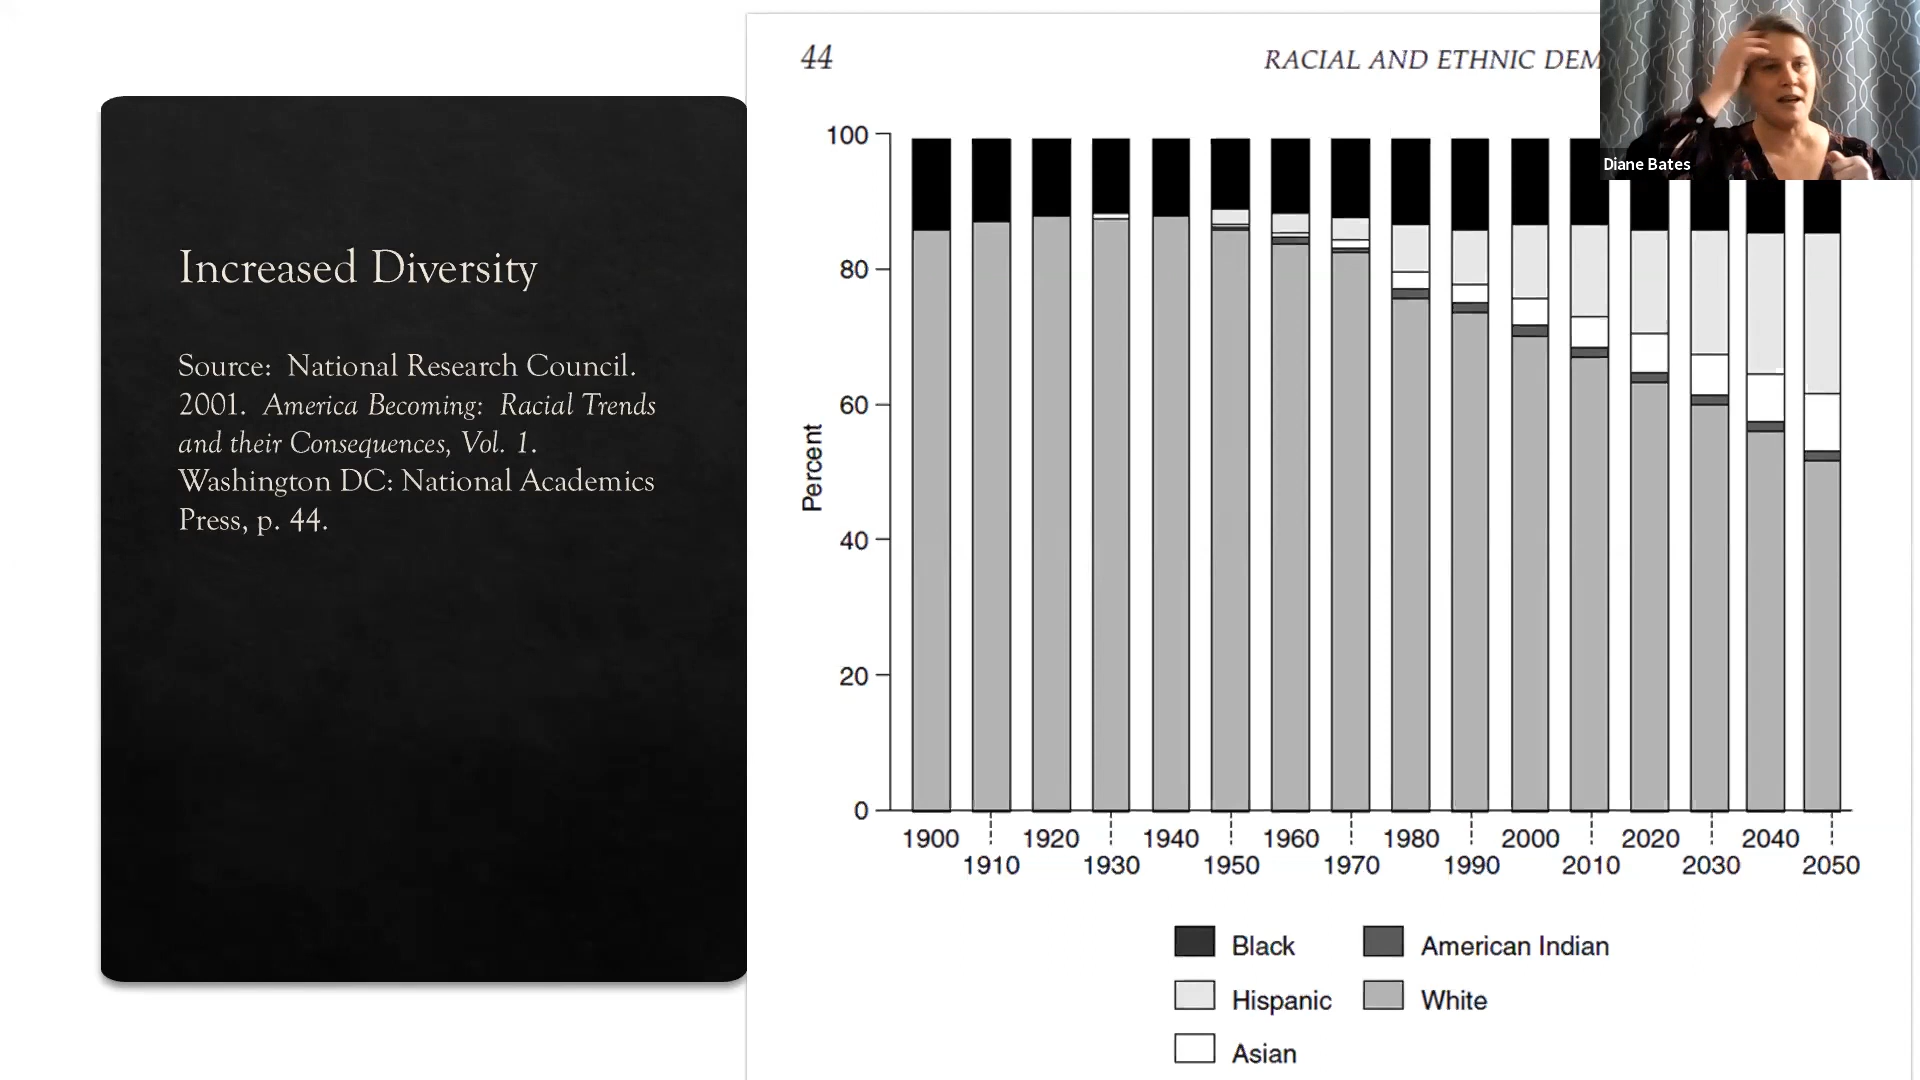 44
RACIAL AND ETHNIC
Diane Bates
Increased Diversity
Source:  National Research Council.
2001.  America Becoming:  Racial Trends
and their Consequences, Vol. 1.
Washington DC: National Academics
Press, p. 44.
Percent
100
80
60
40
20
0
1900 1920 1940 1960 1980 2000 2020 2040
1910 1930 1950 1970 1990 2010 2030 2050
Black American Indian
Hispanic White
Asian